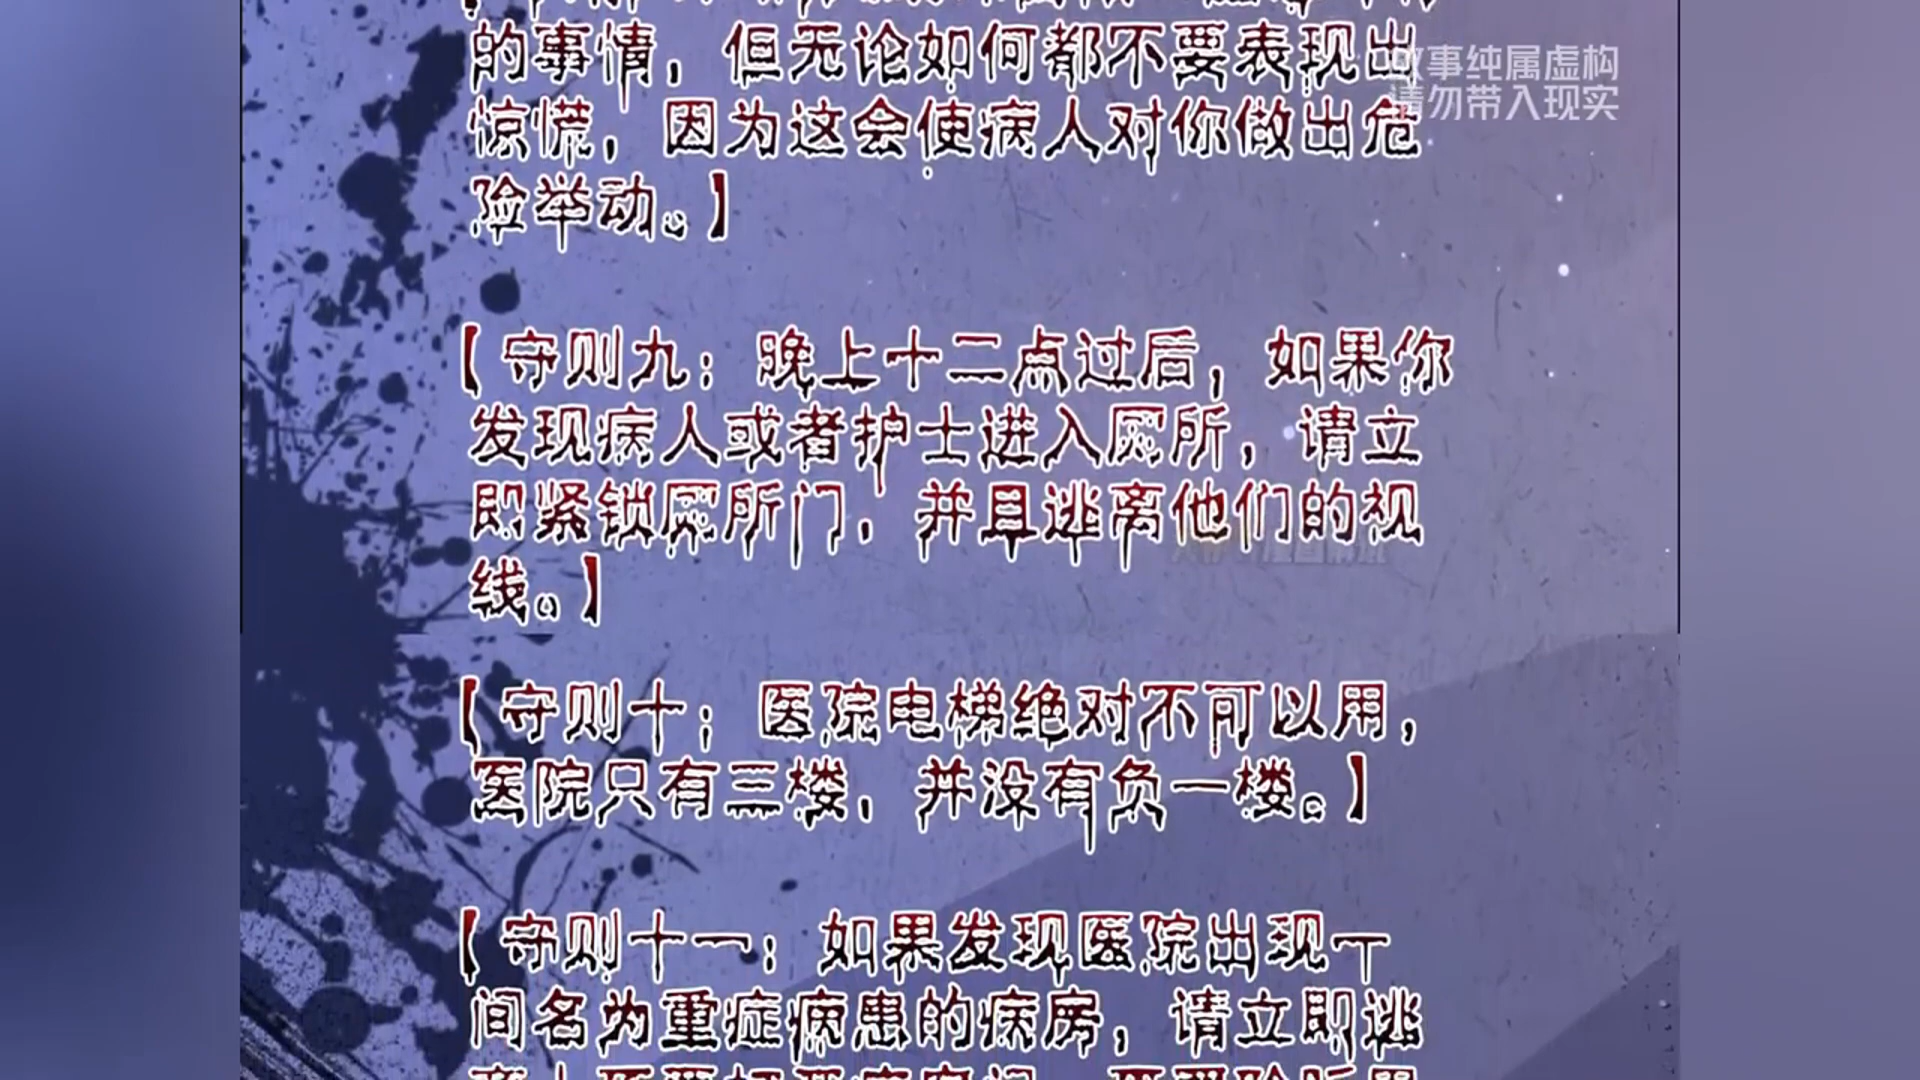 的事情，但无论如何都不要表现出
惊慌，因为这会使病人对你做出危
险举动。】
故事纯属虚构
请勿带入现实
【守则九：晚上十二点过后，如果你
发现病人或者护士进入厕所，请立
即紧锁厕所门，并且逃离他们的视
线。】
【守则十：医院电梯绝对不可以用，
医院只有三楼，并没有负一楼。】
【守则十一：如果发现医院出现一
间名为重症病患的病房，请立即逃